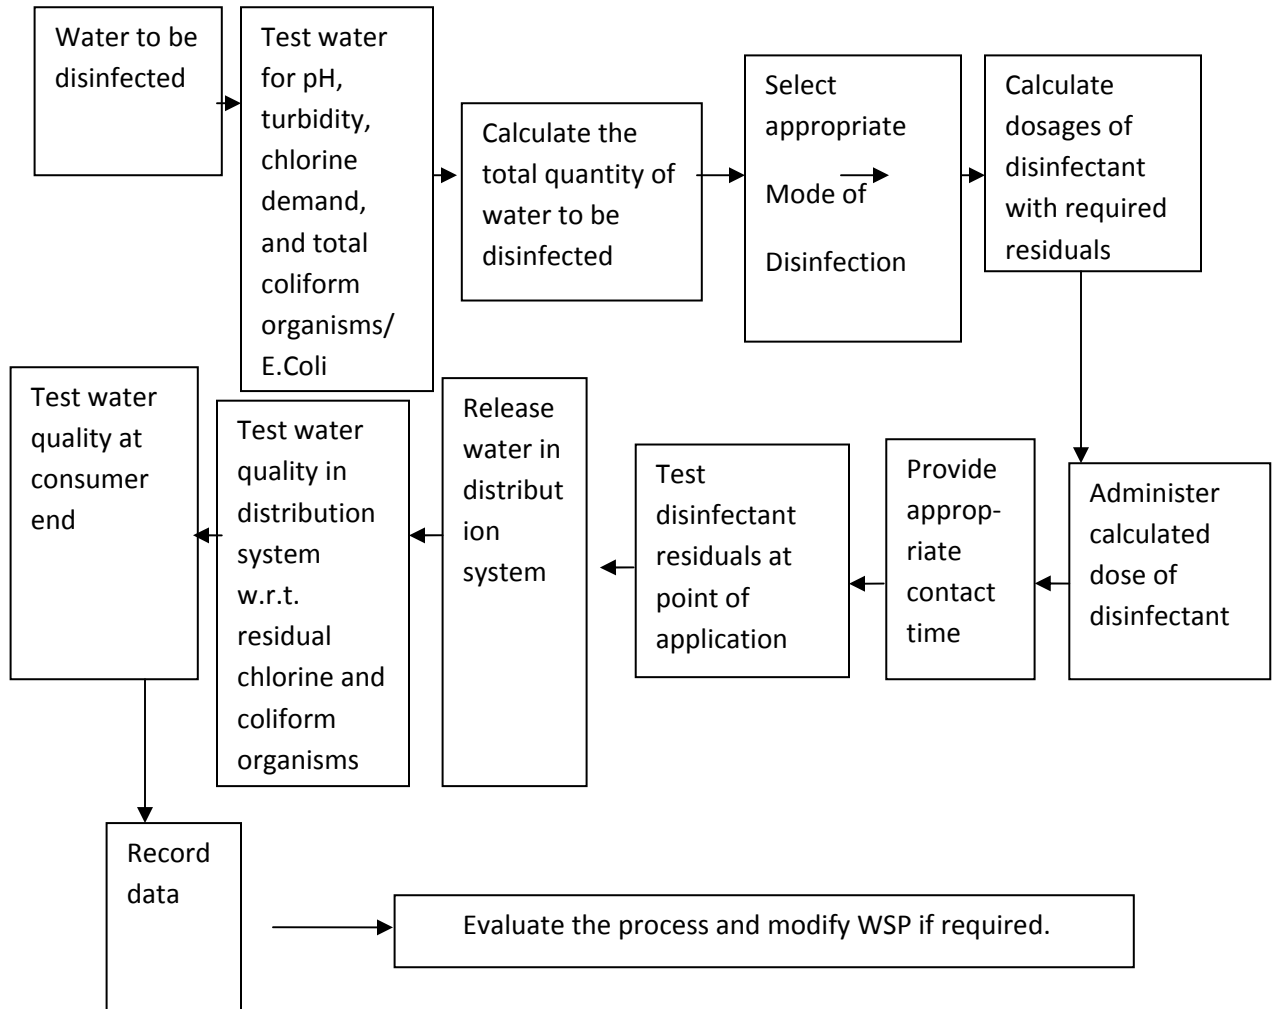 Water to be
disinfected
Test water
for pH,
turbidity,
chlorine
demand,
and total
coliform
organisms/
E.Coli
Calculate the
total quantity of
water to be
disinfected
Select
appropriate
Mode of
Disinfection
Calculate
dosages of
disinfectant
with required
residuals
Administer
calculated
dose of
disinfectant
Provide
approp-
riate
contact
time
Test
disinfectant
residuals at
point of
application
Release
water in
distribut
ion
system
Test water
quality in
distribution
system
w.r.t.
residual
chlorine and
coliform
organisms
Test water
quality at
consumer
end
Record
data
Evaluate the process and modify WSP if required.